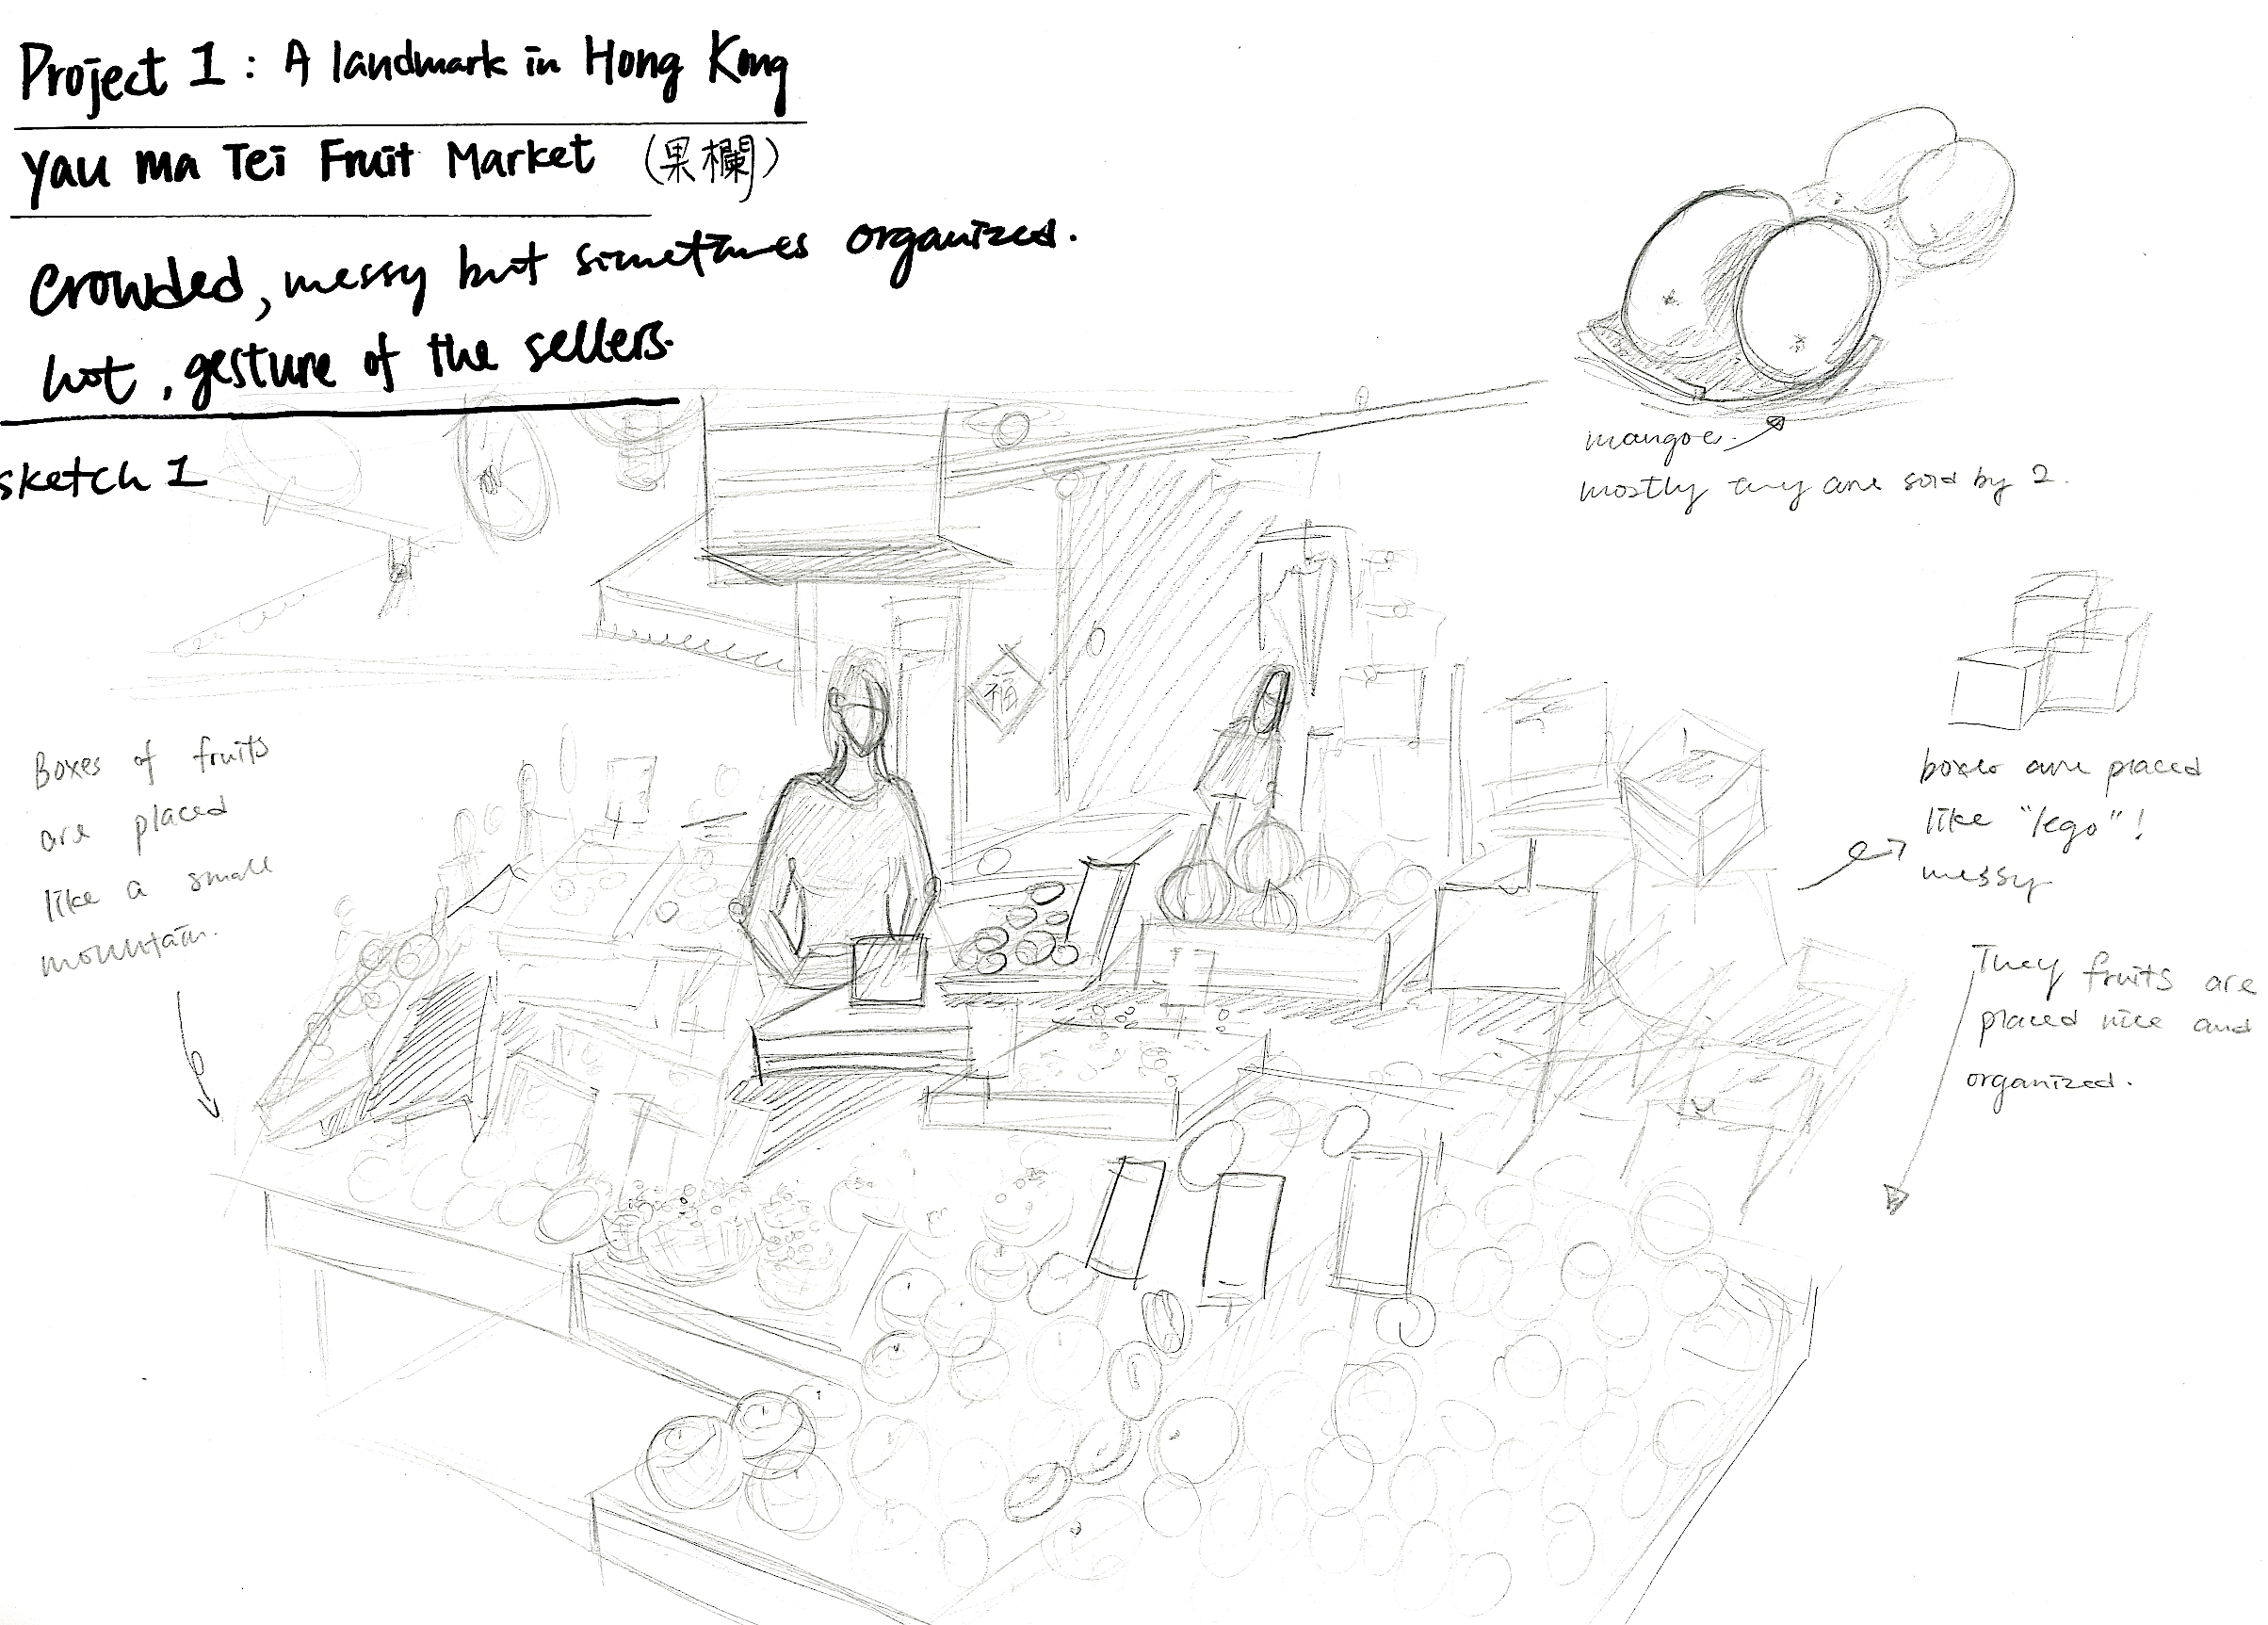 Project 1 : A landmark in Hong Kong
Yau Ma Tei Fruit Market (果欄)
Crowded, messy but simetimes organized.
hot, gesture of the sellers.
sketch 1
mangoe.
mostly they are sold by 2.
福
Boxes of fruits
are placed
like a small
mountain.
boxes are placed
like "lego"!
messy
They fruits are
placed nice and
organized.